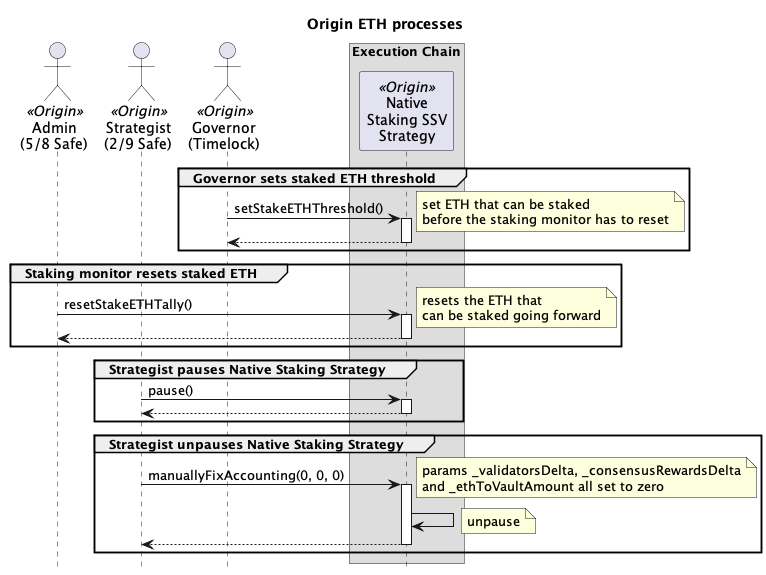 Origin ETH processes
Execution Chain
«Origin»
Admin
(5/8 Safe)
«Origin»
Strategist
(2/9 Safe)
«Origin»
Governor
(Timelock)
«Origin»
Native
Staking SSV
Strategy
Governor sets staked ETH threshold
setStakeETHThreshold()
set ETH that can be staked
before the staking monitor has to reset
Staking monitor resets staked ETH
resetStakeETHTally()
resets the ETH that
can be staked going forward
Strategist pauses Native Staking Strategy
pause()
Strategist unpauses Native Staking Strategy
manuallyFixAccounting(0, 0, 0)
params _validatorsDelta, _consensusRewardsDelta
and _ethToVaultAmount all set to zero
unpause